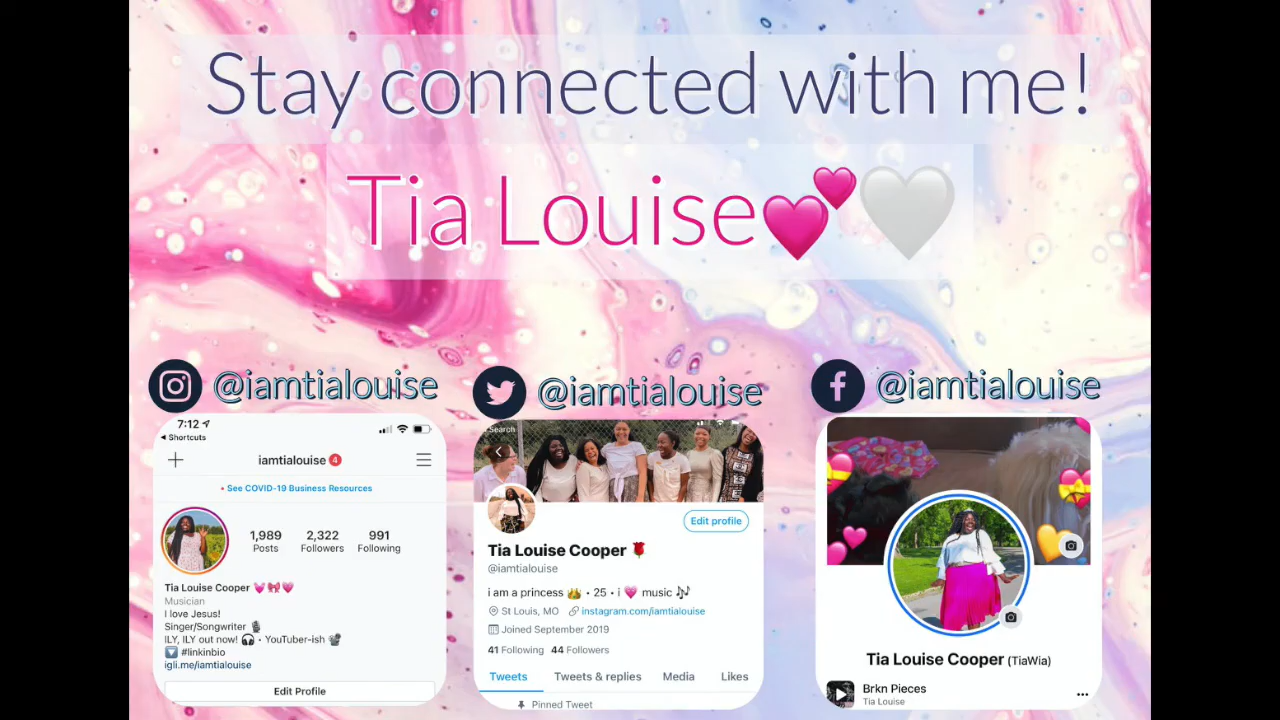 Stay connected with me!
Tia Louise💕🤍
@iamtialouise
7:12
◀ Shortcuts
iamtialouise 4
• See COVID-19 Business Resources
1,989 2,322 991
Posts Followers Following
Tia Louise Cooper 💓🎀💗
Musician
I love Jesus!
Singer/Songwriter 🎙
ILY, ILY out now! 🎧 • YouTuber-ish 📽
🔽 #linkinbio
igli.me/iamtialouise
Edit Profile
@iamtialouise
Search
Edit profile
Tia Louise Cooper 🌹
@iamtialouise
i am a princess 👑 • 25 • i 💗 music 🎶
St Louis, MO instagram.com/iamtialouise
Joined September 2019
41 Following 44 Followers
Tweets Tweets & replies Media Likes
Pinned Tweet
@iamtialouise
Tia Louise Cooper (TiaWia)
Brkn Pieces
Tia Louise